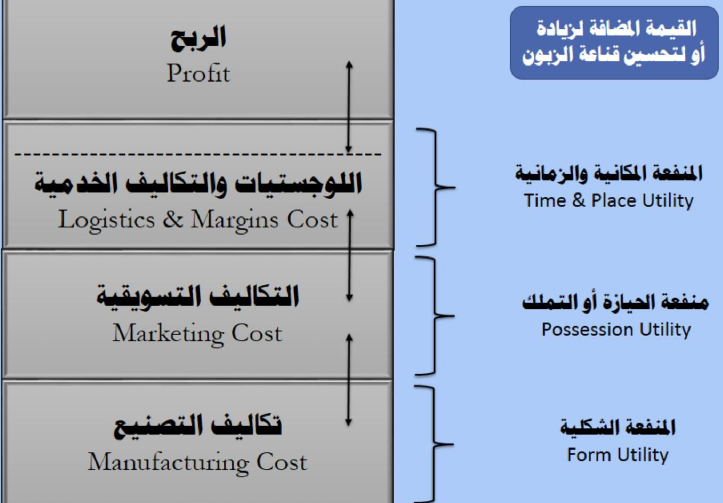 الربح
Profit
القيمة المضافة لزيادة
أو لتحسين قناعة الزبون
اللوجستيات والتكاليف الخدمية
Logistics & Margins Cost
المنفعة المكانية والزمانية
Time & Place Utility
التكاليف التسويقية
Marketing Cost
منفعة الحيازة أو التملك
Possession Utility
تكاليف التصنيع
Manufacturing Cost
المنفعة الشكلية
Form Utility